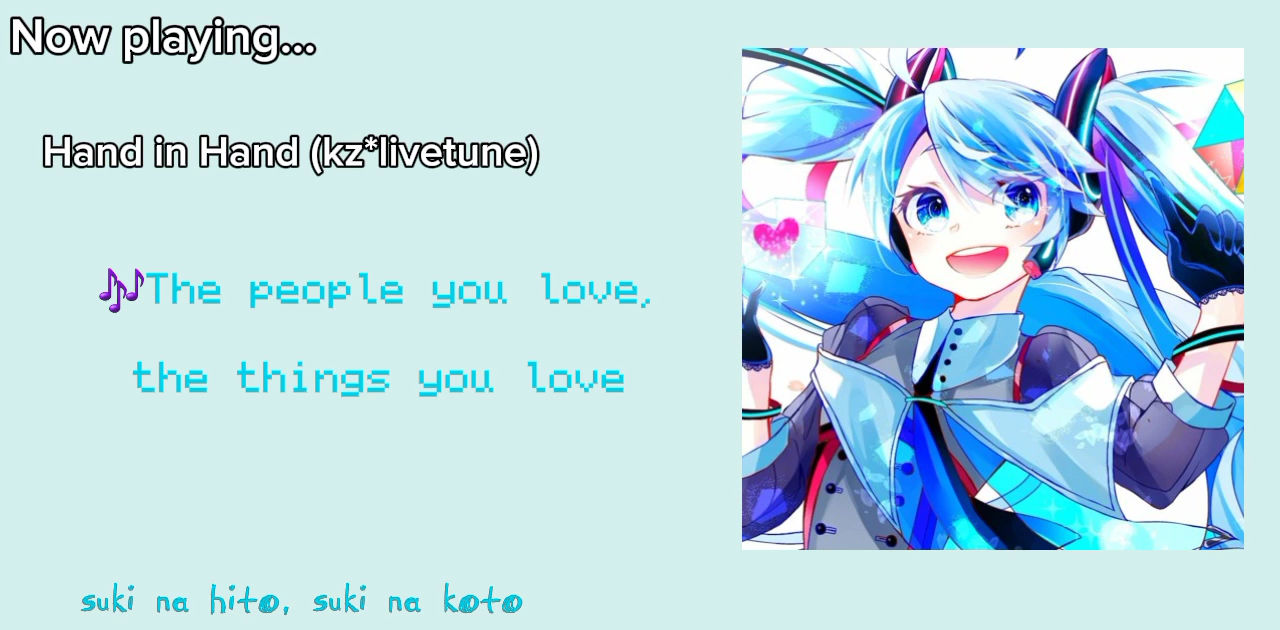 Now playing...
Hand in Hand (kz*livetune)
🎶The people you love,
the things you love
suki na hito, suki na koto